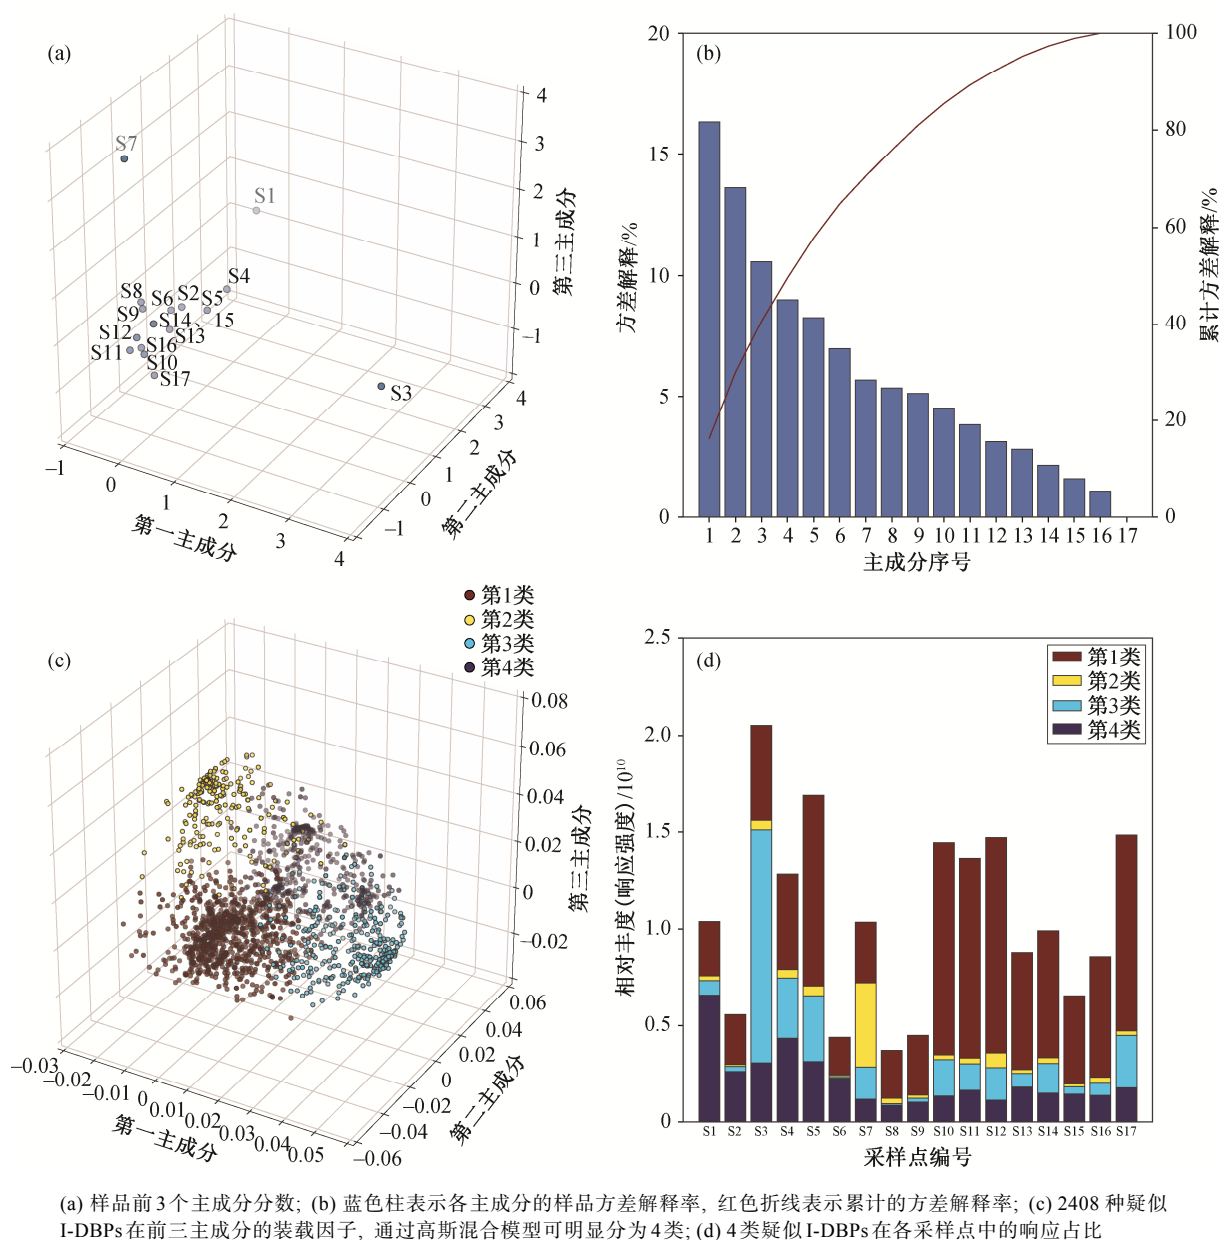 (a)
S7
S1
S4
S8
S6
S2
S5
S9
S14
15
S12
S13
S16
S11
S10
S17
S3
4
3
2
1
0
−1
第三主成分
−1
0
1
2
3
4
第一主成分
−1
0
1
2
3
4
第二主成分
(b)
20
15
10
5
0
方差解释/%
100
80
60
40
20
0
累计方差解释/%
1 2 3 4 5 6 7 8 9 10 11 12 13 14 15 16 17
主成分序号
(c)
第1类
第2类
第3类
第4类
0.08
0.06
0.04
0.02
0
−0.02
第三主成分
−0.03
−0.02
−0.01
0
0.01
0.02
0.03
0.04
0.05
第一主成分
−0.06
−0.04
−0.02
0
0.02
0.04
0.06
第二主成分
(d)
第1类
第2类
第3类
第4类
2.5
2.0
1.5
1.0
0.5
0
相对丰度(响应强度)/10¹⁰
S1 S2 S3 S4 S5 S6 S7 S8 S9 S10 S11 S12 S13 S14 S15 S16 S17
采样点编号
(a) 样品前3个主成分分数; (b) 蓝色柱表示各主成分的样品方差解释率, 红色折线表示累计的方差解释率; (c) 2408 种疑似
I-DBPs在前三主成分的装载因子, 通过高斯混合模型可明显分为4类; (d) 4类疑似I-DBPs在各采样点中的响应占比